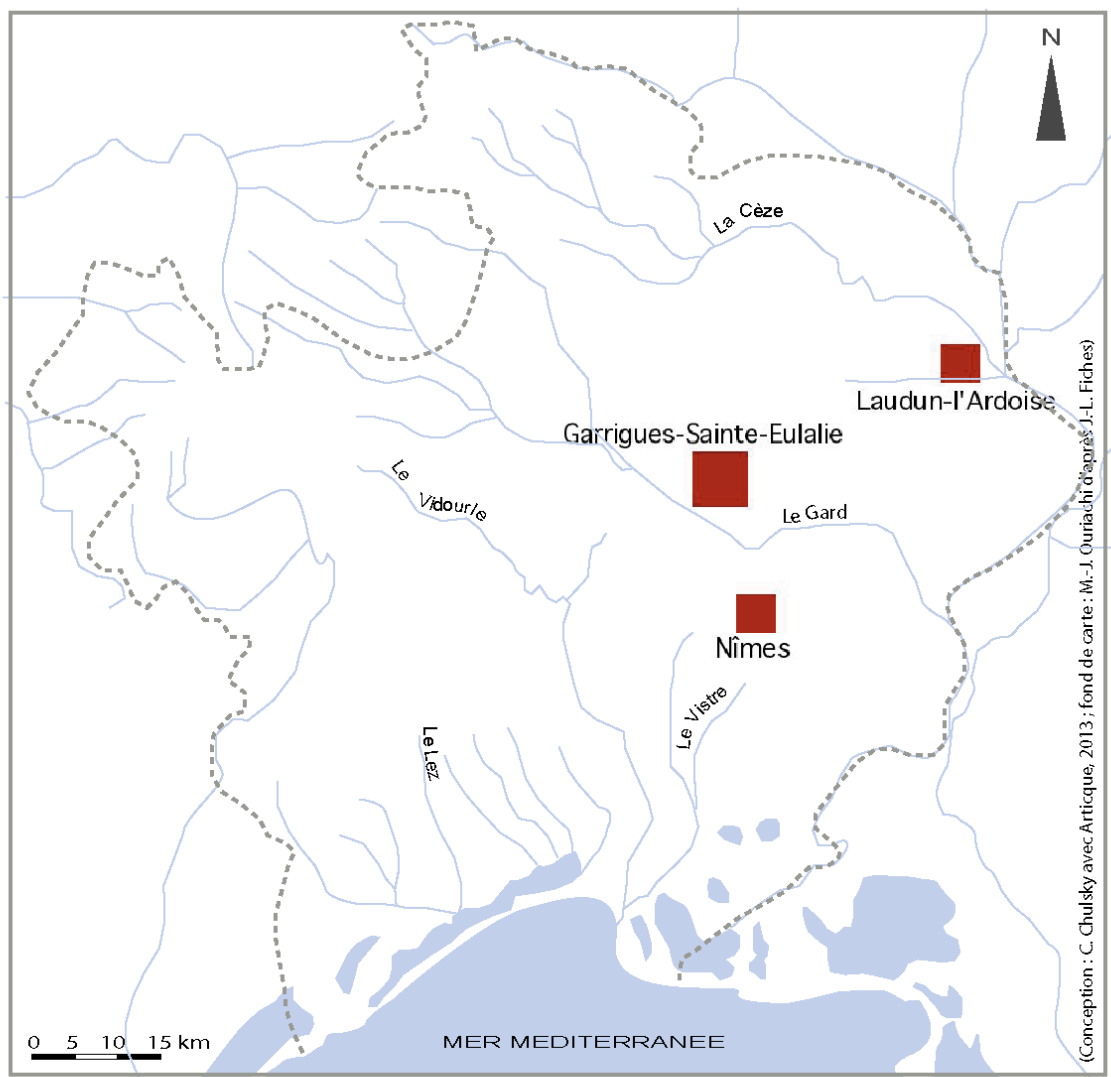 N
La Cèze
Laudun-l'Ardoise
Garrigues-Sainte-Eulalie
Le Vidourle
Le Gard
Nîmes
Le Vistre
Le Lez
0 5 10 15 km
MER MEDITERRANEE
(Conception : C. Chulsky avec Articque, 2013 ; fond de carte : M.-J. Ouriachi d'après J.-L. Fiches)